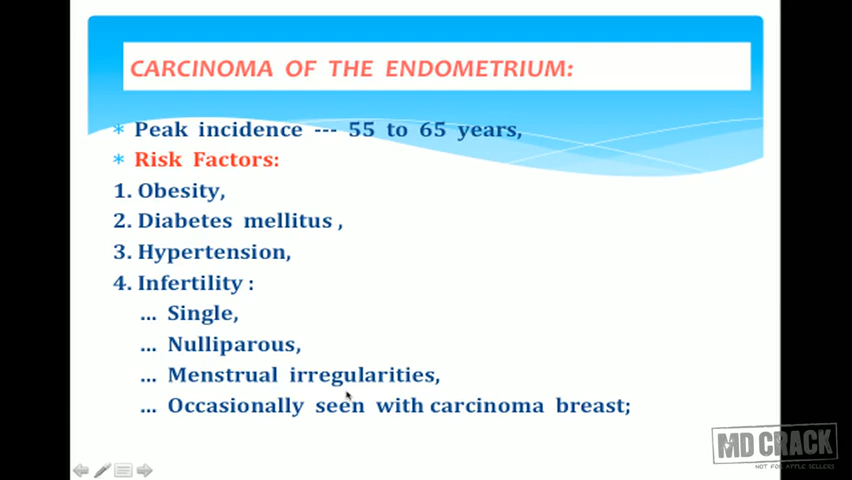 CARCINOMA OF THE ENDOMETRIUM:
* Peak incidence --- 55 to 65 years,
* Risk Factors:
1. Obesity,
2. Diabetes mellitus ,
3. Hypertension,
4. Infertility :
... Single,
... Nulliparous,
... Menstrual irregularities,
... Occasionally seen with carcinoma breast;
MD CRACK
NOT FOR APPLE SELLERS